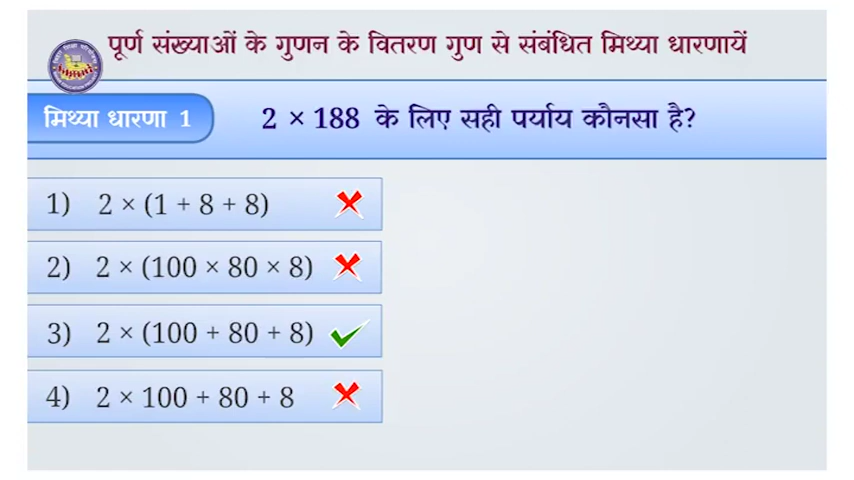 पूर्ण संख्याओं के गुणन के वितरण गुण से संबंधित मिथ्या धारणायें
मिथ्या धारणा 1
2 × 188 के लिए सही पर्याय कौनसा है?
1) 2 × (1 + 8 + 8)
2) 2 × (100 × 80 × 8)
3) 2 × (100 + 80 + 8)
4) 2 × 100 + 80 + 8